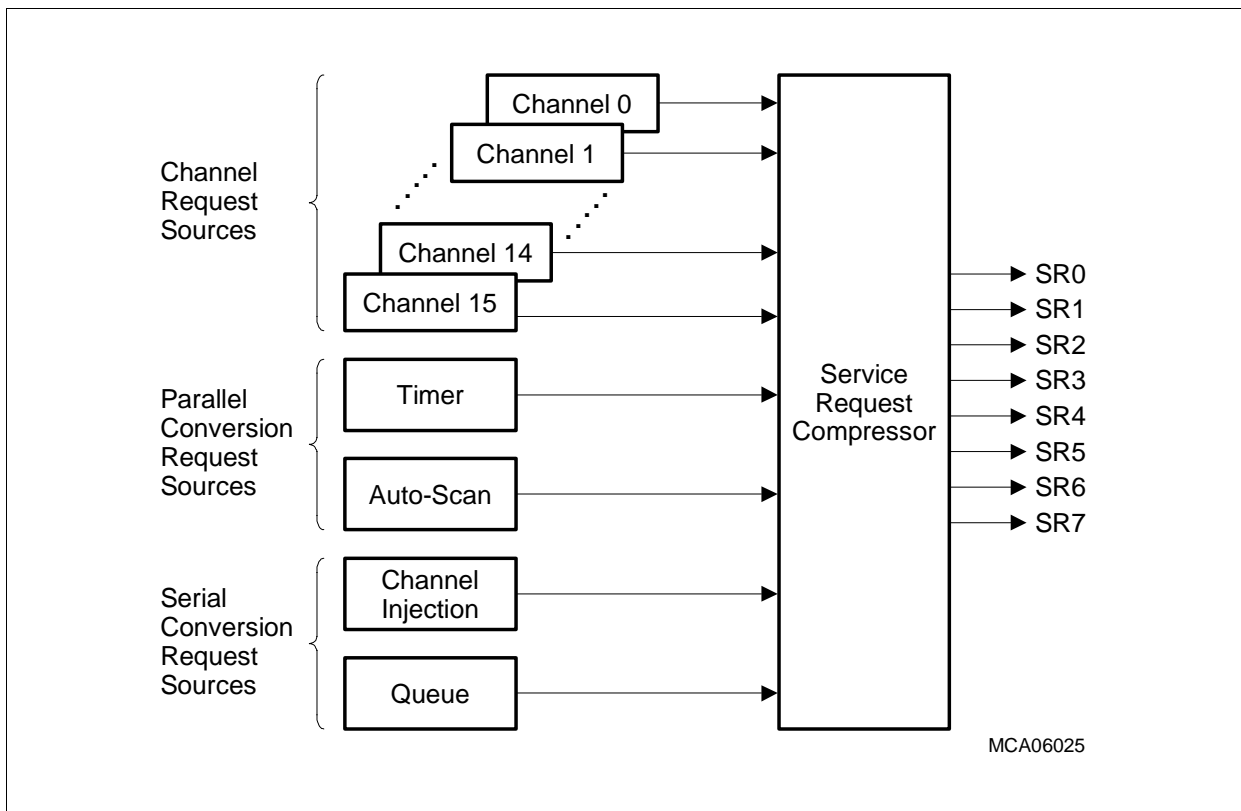 Channel
Request
Sources
Channel 0
Channel 1
Channel 14
Channel 15
Parallel
Conversion
Request
Sources
Timer
Auto-Scan
Serial
Conversion
Request
Sources
Channel
Injection
Queue
Service
Request
Compressor
SR0
SR1
SR2
SR3
SR4
SR5
SR6
SR7
MCA06025